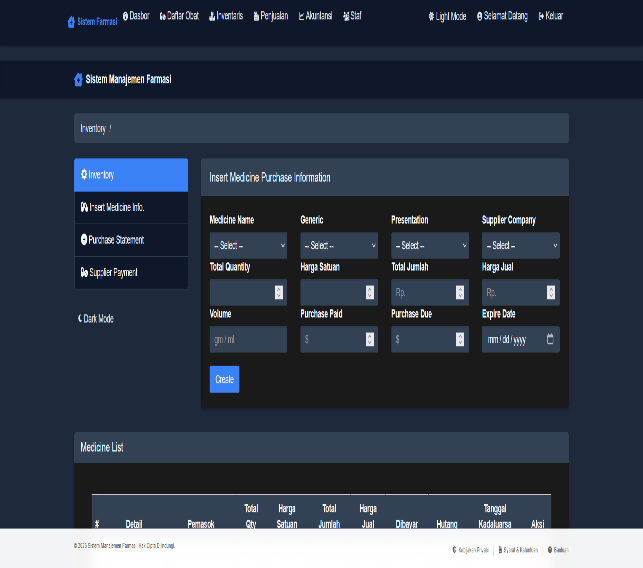 Sistem Farmasi Dasbor Daftar Obat Inventaris Penjualan Akuntansi Staf Light Mode Selamat Datang Keluar
Sistem Manajemen Farmasi
Inventory /
Inventory
Insert Medicine Info.
Purchase Statement
Supplier Payment
Dark Mode
Insert Medicine Purchase Information
Medicine Name Generic Presentation Supplier Company
-- Select -- -- Select -- -- Select -- -- Select --
Total Quantity Harga Satuan Total Jumlah Harga Jual
Rp. Rp.
Volume Purchase Paid Purchase Due Expire Date
gm / ml $ $ mm / dd / yyyy
Create
Medicine List
# Detail Pemasok Total Qty Harga Satuan Total Jumlah Harga Jual Dibayar Hutang Tanggal Kadaluarsa Aksi
© 2025 Sistem Manajemen Farmasi. Hak Cipta Dilindungi.
Kebijakan Privasi Syarat & Ketentuan Bantuan